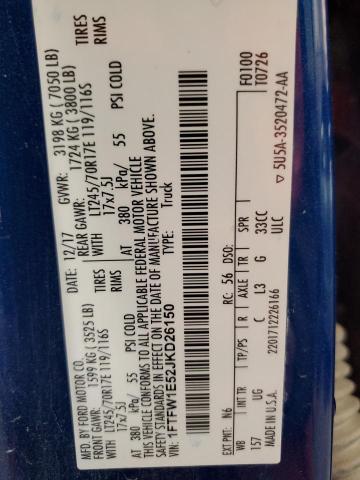 MFD. BY FORD MOTOR CO.
DATE: 12/17 GVWR: 3198 KG ( 7050 LB)
FRONT GAWR: 1599 KG ( 3525 LB) REAR GAWR: 1724 KG ( 3800 LB)
LT245/70R17E 119/116S TIRES WITH LT245/70R17E 119/116S TIRES
17x7.5J RIMS 17x7.5J RIMS
AT 380 kPa/ 55 PSI COLD AT 380 kPa/ 55 PSI COLD
THIS VEHICLE CONFORMS TO ALL APPLICABLE FEDERAL MOTOR VEHICLE
SAFETY STANDARDS IN EFFECT ON THE DATE OF MANUFACTURE SHOWN ABOVE.
VIN: 1FTFW1E52JKD26150
TYPE: Truck
F0100
T0726
EXT PNT: N6 RC: 56 DSO:
WB INT TR TP/PS R AXLE TR SPR
157 UG C L3 G 33CC
ULC
2201712226166
▽ 5U5A-3520472-AA